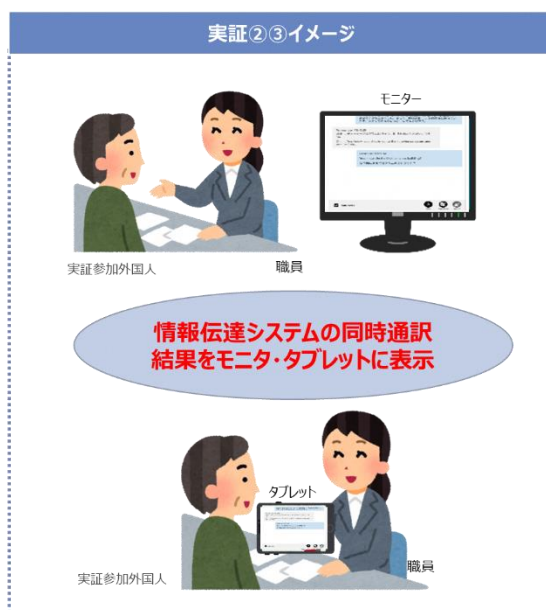 実証②③イメージ
モニター
実証参加外国人
職員
情報伝達システムの同時通訳
結果をモニタ・タブレットに表示
タブレット
職員
実証参加外国人